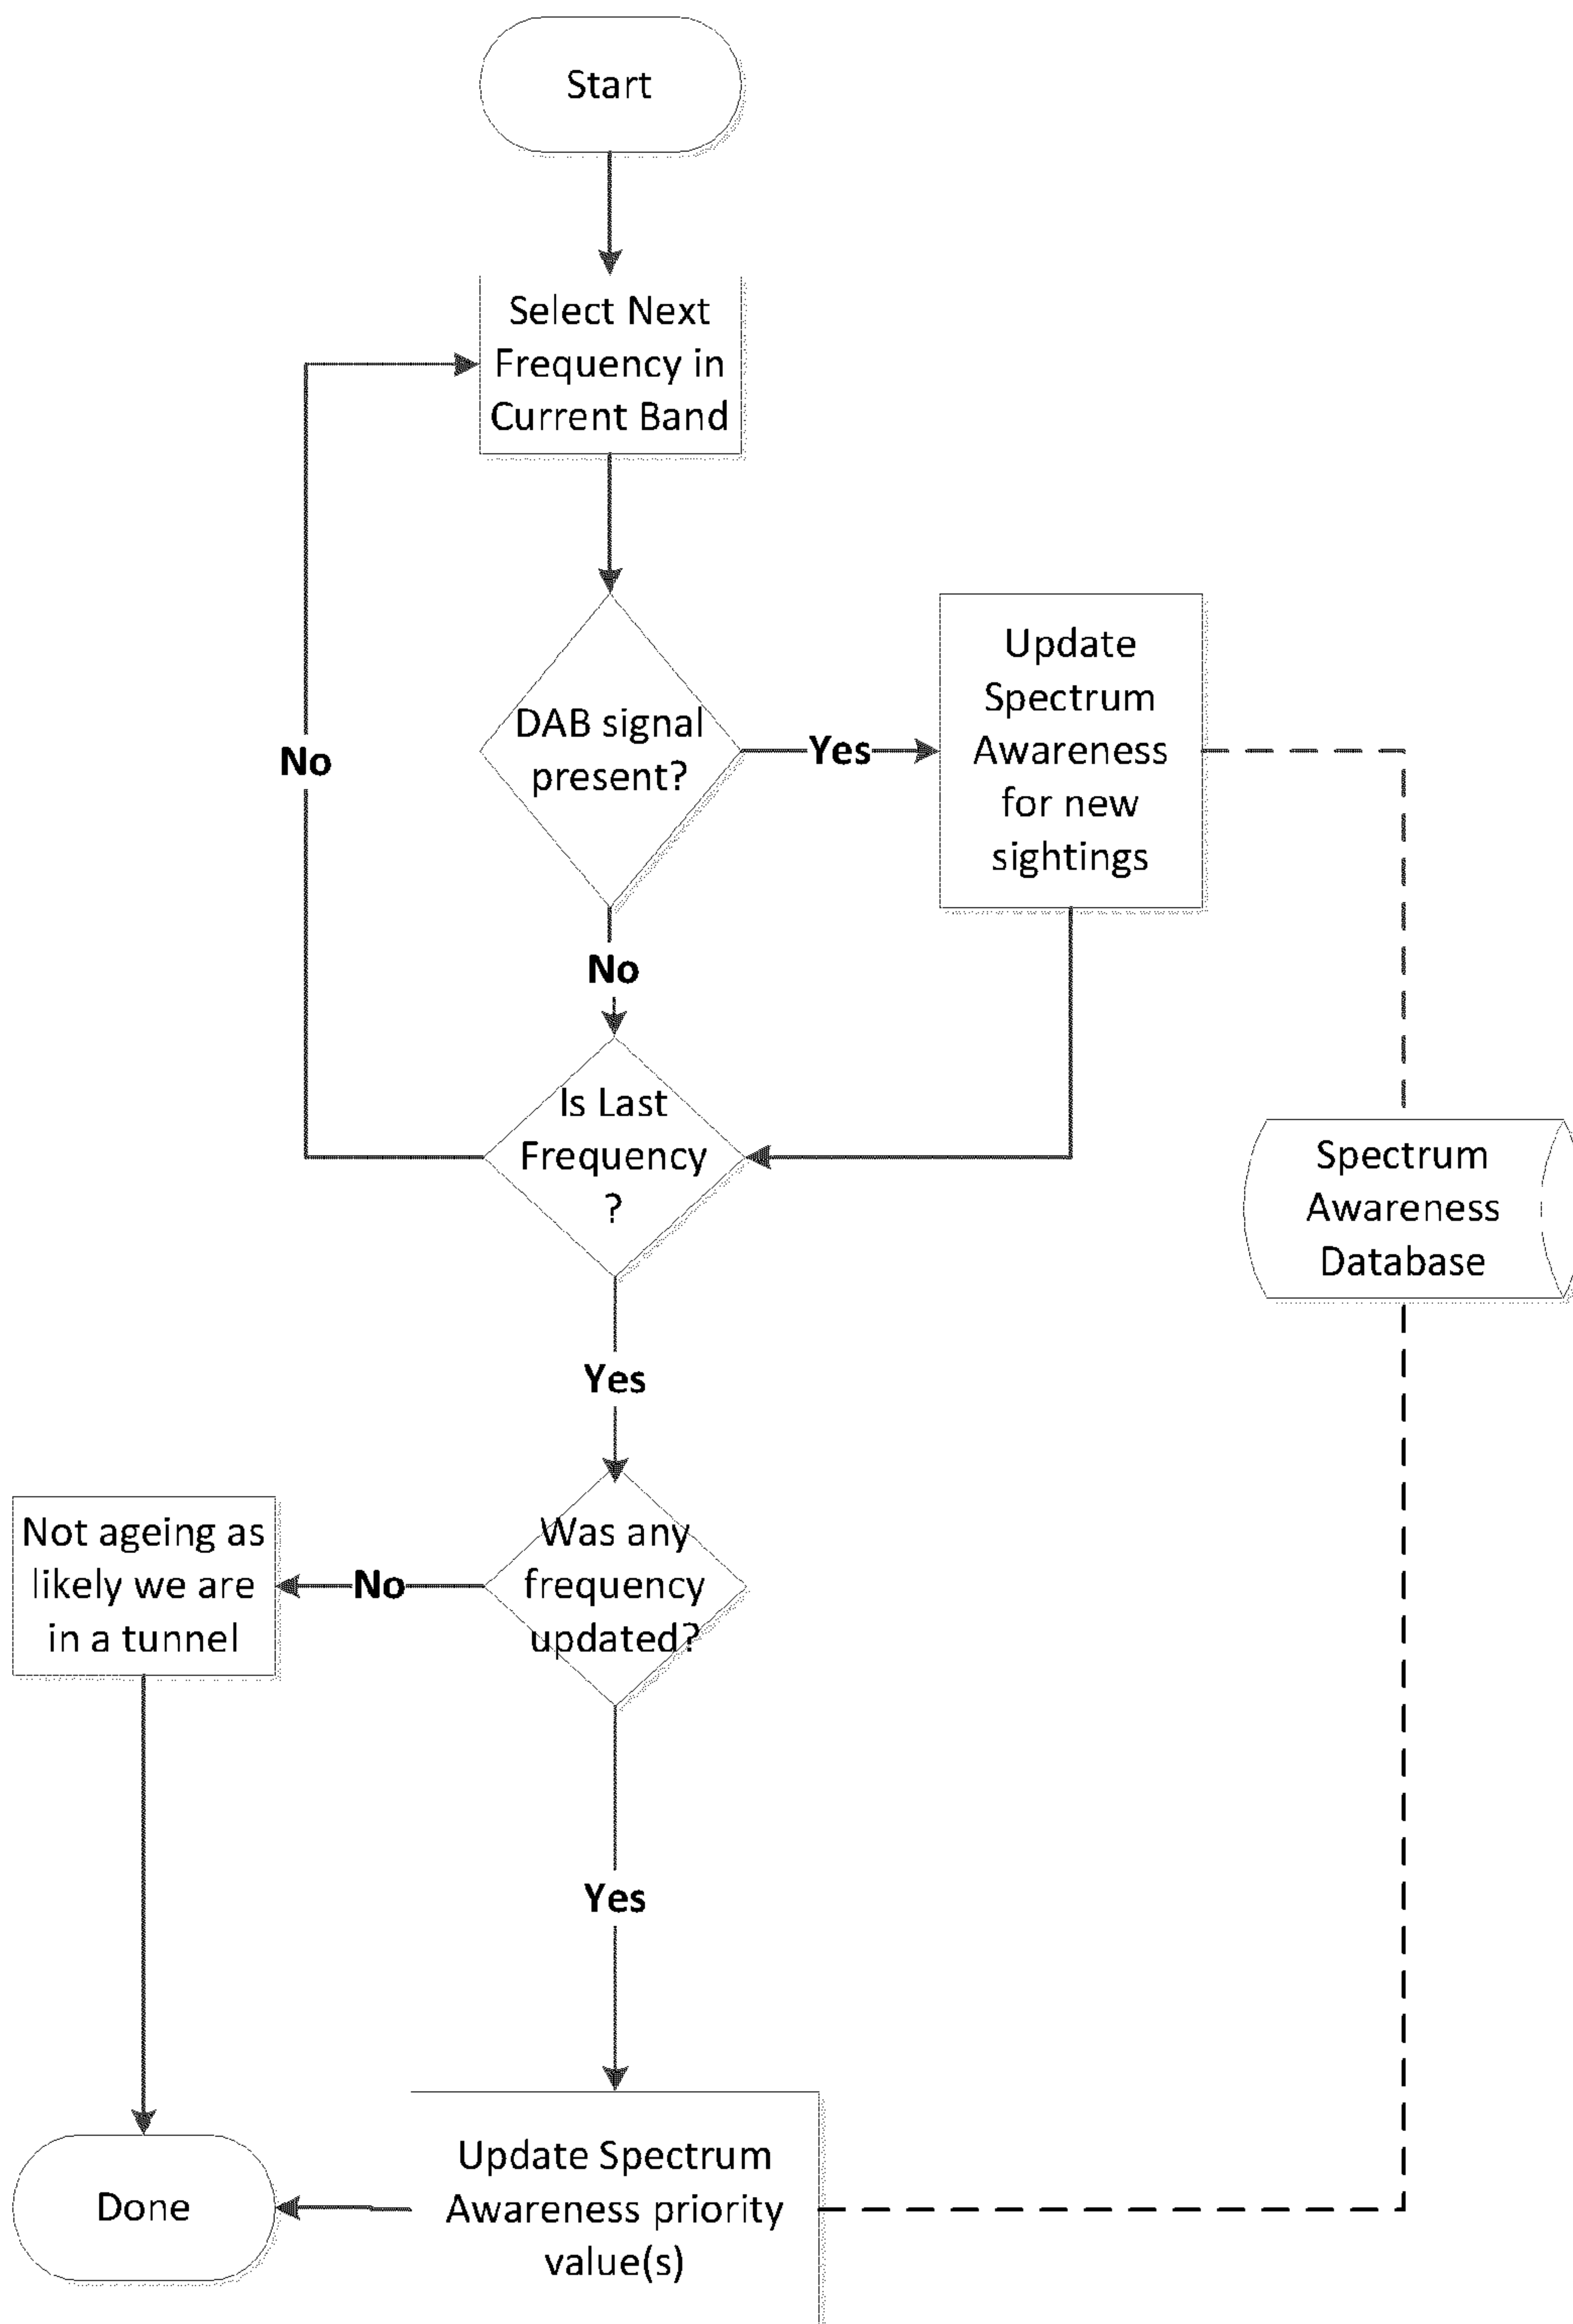 Start
Select Next
Frequency in
Current Band
DAB signal
present?
Yes
Update
Spectrum
Awareness
for new
sightings
No
No
Is Last
Frequency
?
Spectrum
Awareness
Database
Yes
Was any
frequency
updated?
No
Not ageing as
likely we are
in a tunnel
Yes
Update Spectrum
Awareness priority
value(s)
Done